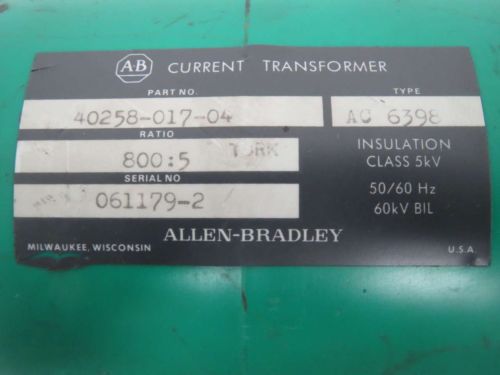 AB CURRENT TRANSFORMER
PART NO. TYPE
40258-017-04 AC 6398
RATIO
800:5 INSULATION
CLASS 5kV
SERIAL NO
061179-2 50/60 Hz
60kV BIL
ALLEN-BRADLEY
MILWAUKEE, WISCONSIN U.S.A.